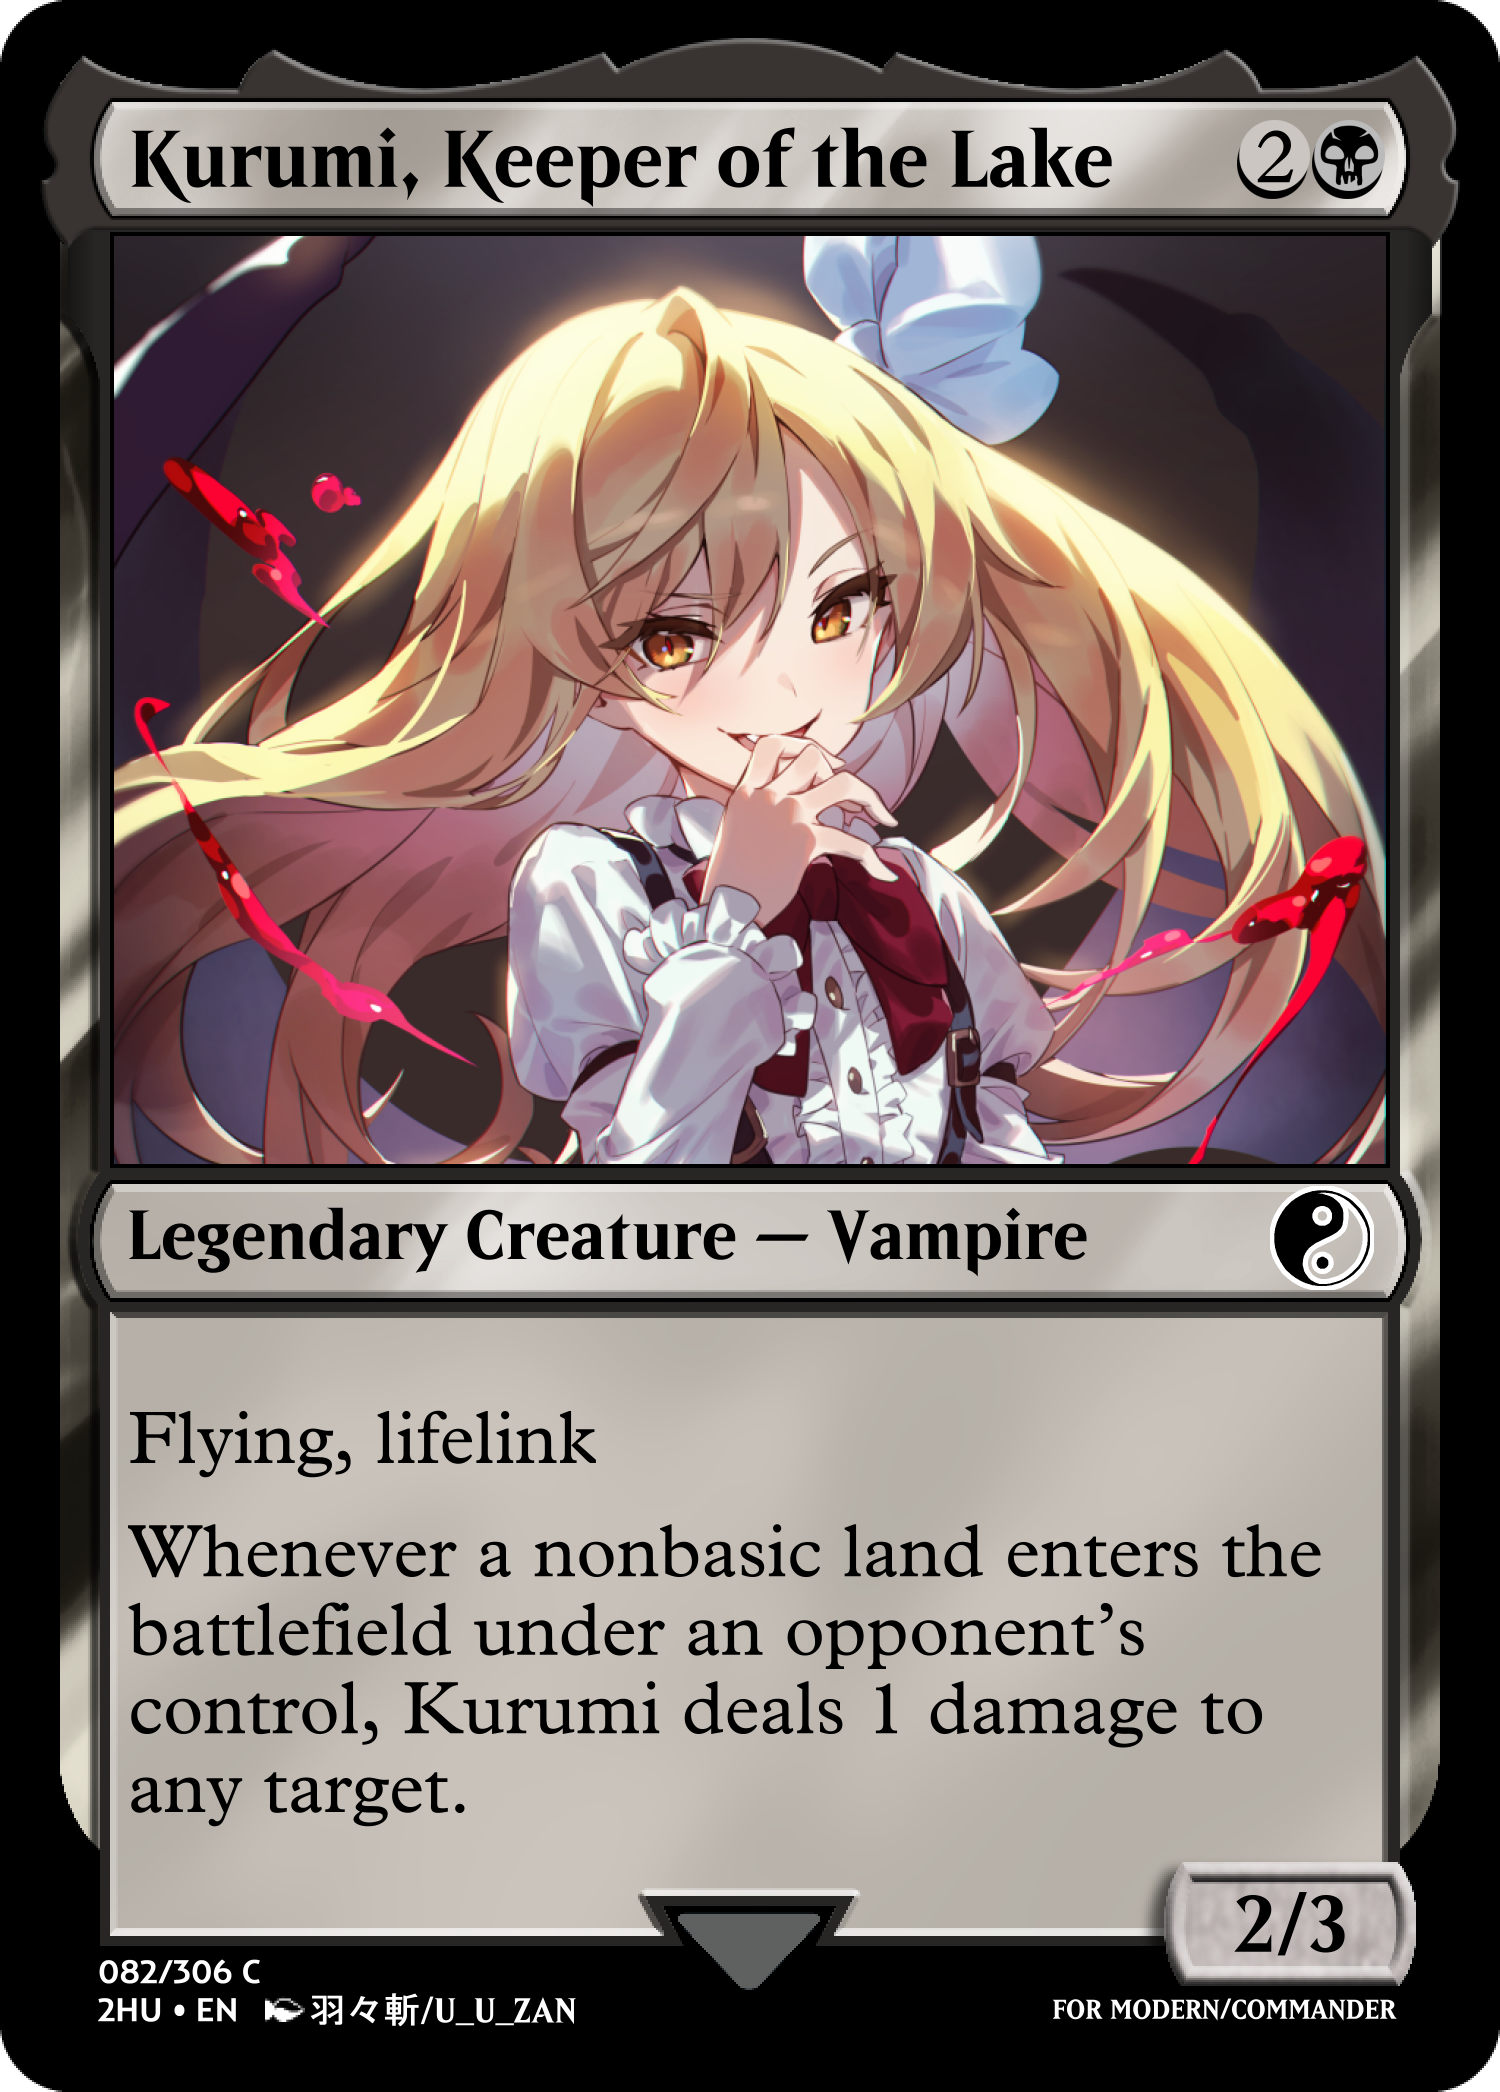 Kurumi, Keeper of the Lake 2
Legendary Creature — Vampire
Flying, lifelink
Whenever a nonbasic land enters the
battlefield under an opponent’s
control, Kurumi deals 1 damage to
any target.
2/3
082/306 C
2HU • EN 羽々斬/U_U_ZAN
FOR MODERN/COMMANDER